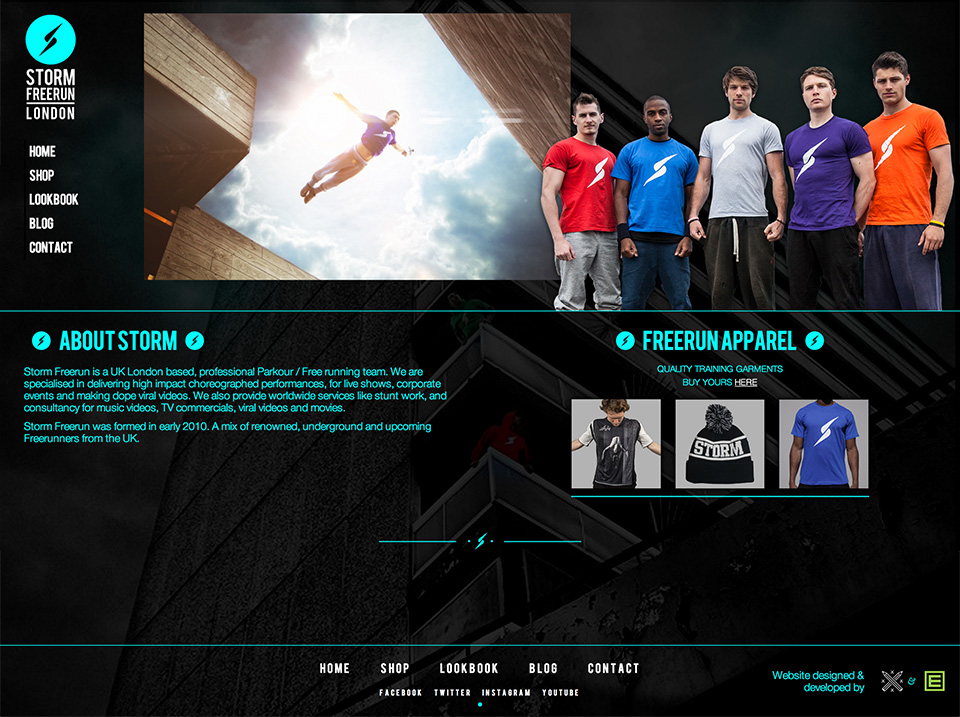 STORM
FREERUN
LONDON
HOME
SHOP
LOOKBOOK
BLOG
CONTACT
ABOUT STORM
Storm Freerun is a UK London based, professional Parkour / Free running team. We are
specialised in delivering high impact choreographed performances, for live shows, corporate
events and making dope viral videos. We also provide worldwide services like stunt work, and
consultancy for music videos, TV commercials, viral videos and movies.
Storm Freerun was formed in early 2010. A mix of renowned, underground and upcoming
Freerunners from the UK.
FREERUN APPAREL
QUALITY TRAINING GARMENTS
BUY YOURS HERE
STORM
HOME SHOP LOOKBOOK BLOG CONTACT
FACEBOOK TWITTER INSTAGRAM YOUTUBE
Website designed &
developed by
& E